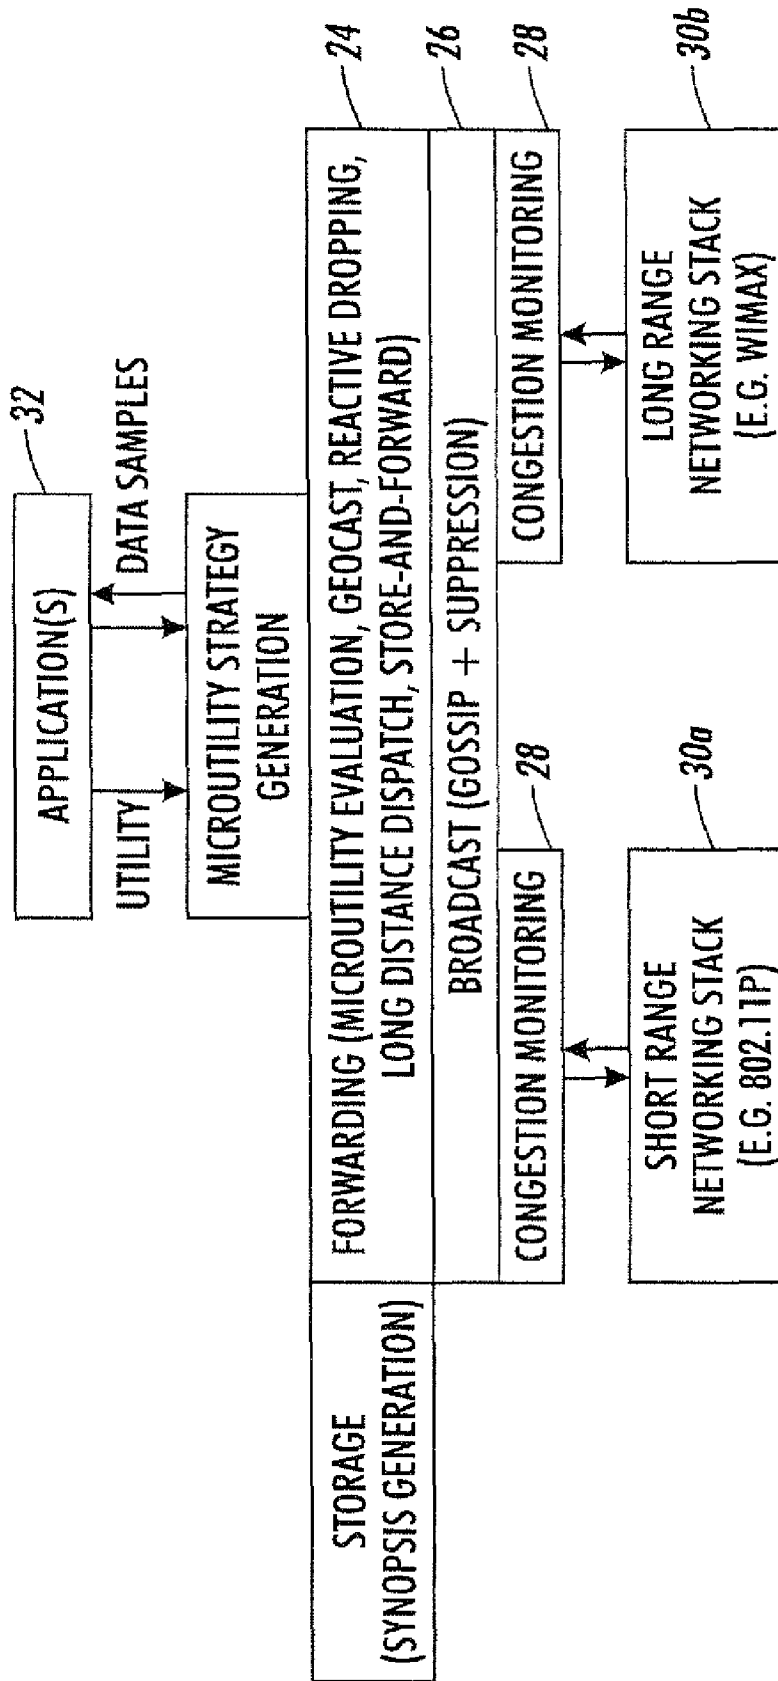 32
APPLICATION(S)
UTILITY
DATA SAMPLES
MICROUTILITY STRATEGY
GENERATION
24
STORAGE
(SYNOPSIS GENERATION)
FORWARDING (MICROUTILITY EVALUATION, GEOCAST, REACTIVE DROPPING,
LONG DISTANCE DISPATCH, STORE-AND-FORWARD)
26
BROADCAST (GOSSIP + SUPPRESSION)
28
CONGESTION MONITORING
28
CONGESTION MONITORING
30a
SHORT RANGE
NETWORKING STACK
(E.G. 802.11P)
30b
LONG RANGE
NETWORKING STACK
(E.G. WIMAX)